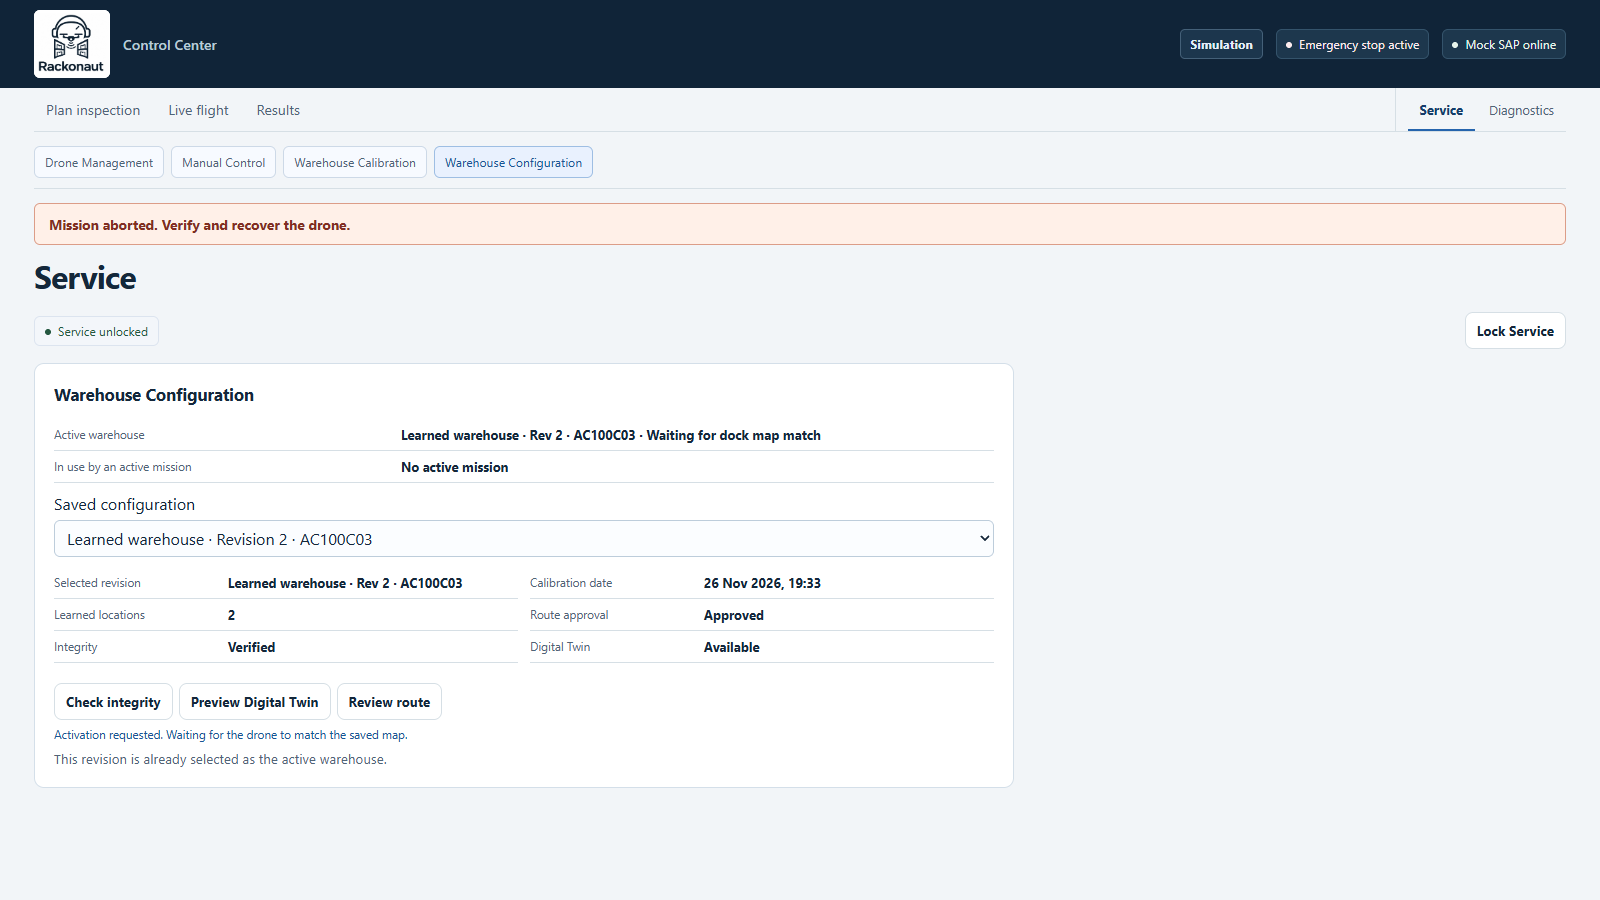 Rackonaut
Control Center
Simulation
Emergency stop active
Mock SAP online
Plan inspection
Live flight
Results
Service
Diagnostics
Drone Management
Manual Control
Warehouse Calibration
Warehouse Configuration
Mission aborted. Verify and recover the drone.
Service
Service unlocked
Lock Service
Warehouse Configuration
Active warehouse
Learned warehouse · Rev 2 · AC100C03 · Waiting for dock map match
In use by an active mission
No active mission
Saved configuration
Learned warehouse · Revision 2 · AC100C03
Selected revision
Learned warehouse · Rev 2 · AC100C03
Calibration date
26 Nov 2026, 19:33
Learned locations
2
Route approval
Approved
Integrity
Verified
Digital Twin
Available
Check integrity
Preview Digital Twin
Review route
Activation requested. Waiting for the drone to match the saved map.
This revision is already selected as the active warehouse.